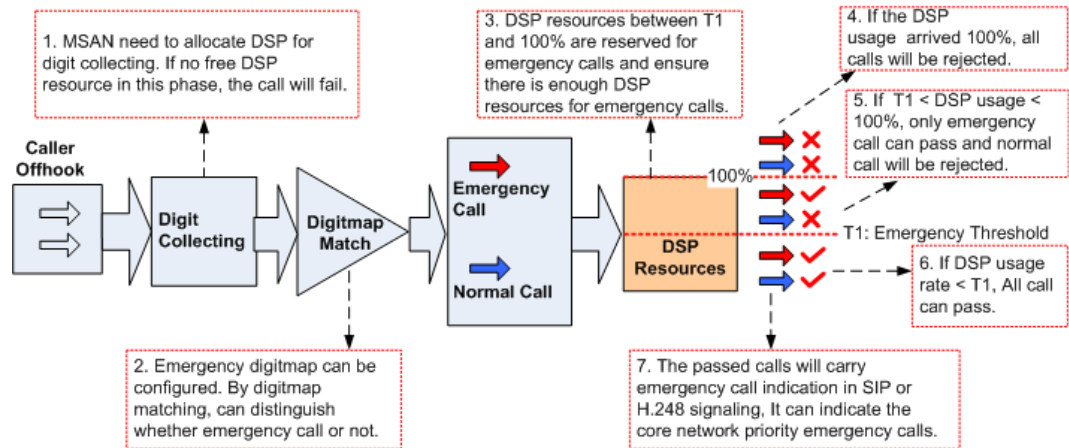 1. MSAN need to allocate DSP for
digit collecting. If no free DSP
resource in this phase, the call will fail.
3. DSP resources between T1
and 100% are reserved for
emergency calls and ensure
there is enough DSP
resources for emergency calls.
4. If the DSP
usage arrived 100%, all
calls will be rejected.
5. If T1 < DSP usage <
100%, only emergency
call can pass and normal
call will be rejected.
Caller
Offhook
Digit
Collecting
Digitmap
Match
Emergency
Call
Normal Call
100%
DSP
Resources
T1: Emergency Threshold
6. If DSP usage
rate < T1, All call
can pass.
2. Emergency digitmap can be
configured. By digitmap
matching, can distinguish
whether emergency call or not.
7. The passed calls will carry
emergency call indication in SIP or
H.248 signaling, It can indicate the
core network priority emergency calls.